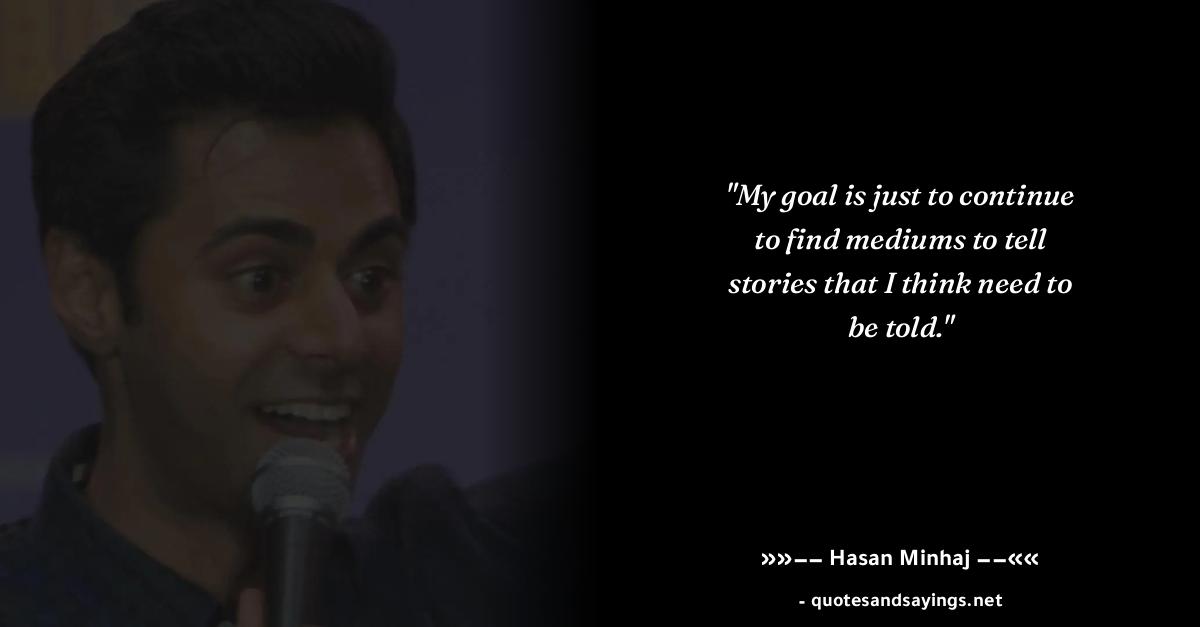 "My goal is just to continue
to find mediums to tell
stories that I think need to
be told."
»»-- Hasan Minhaj --««
- quotesandsayings.net